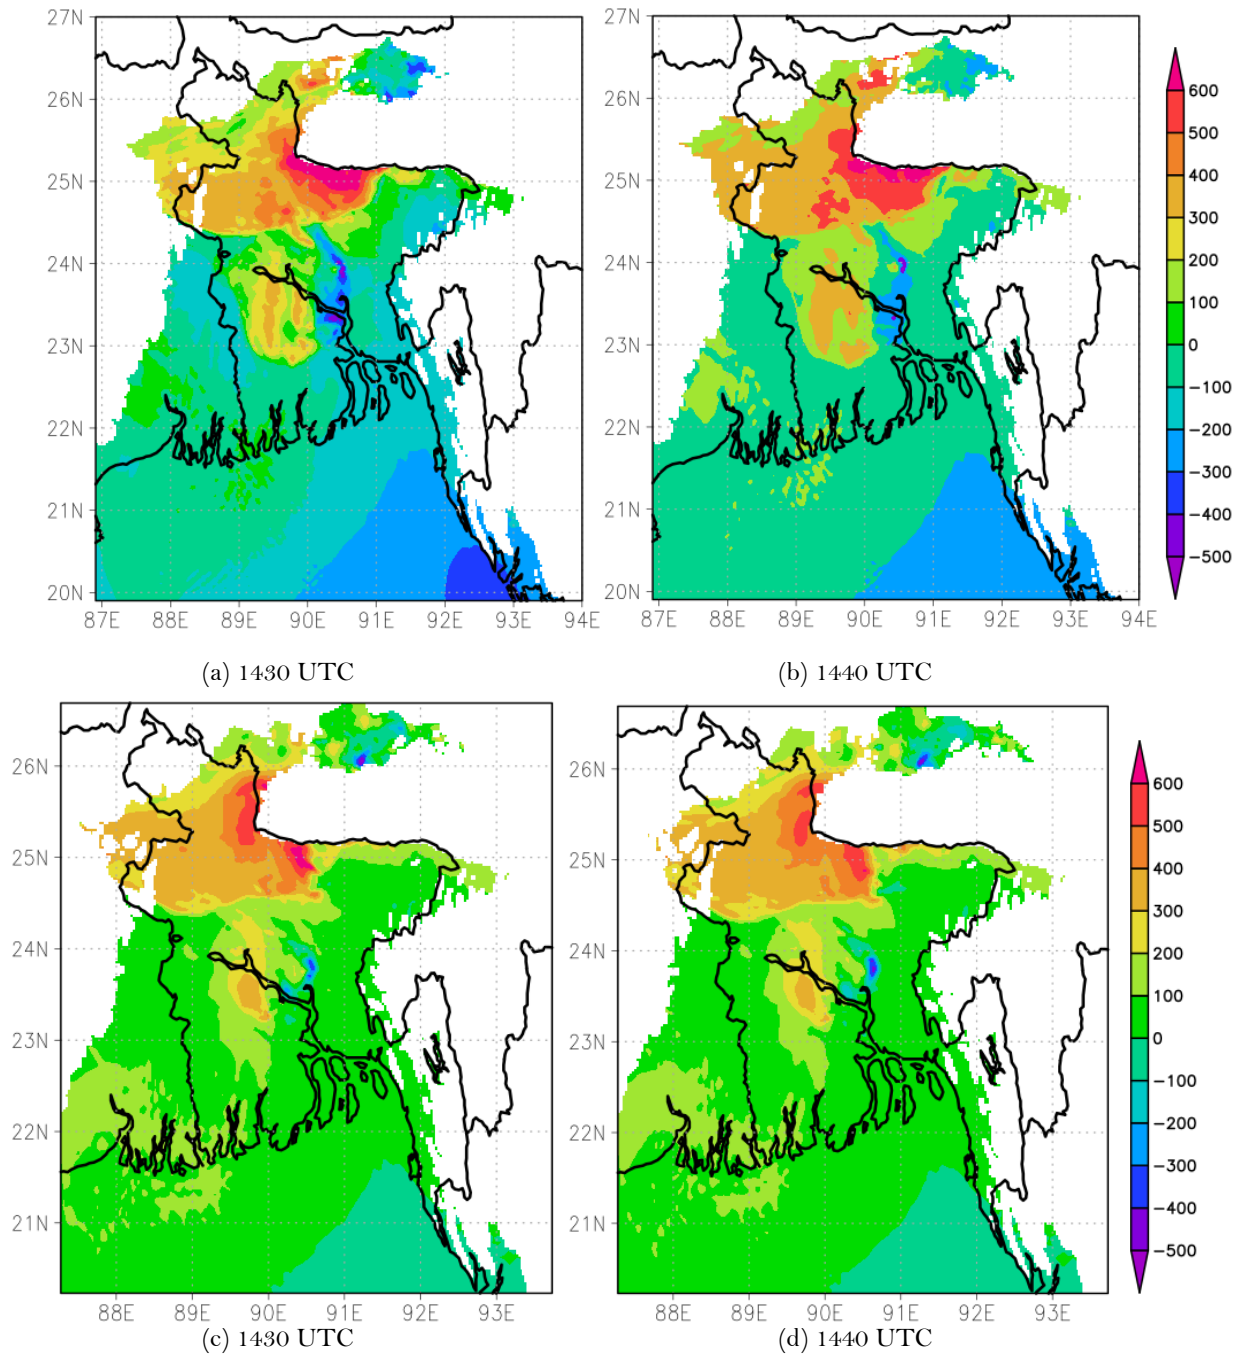 27N
26N
25N
24N
23N
22N
21N
20N
87E 88E 89E 90E 91E 92E 93E 94E
(a) 1430 UTC
27N
26N
25N
24N
23N
22N
21N
20N
87E 88E 89E 90E 91E 92E 93E 94E
(b) 1440 UTC
600
500
400
300
200
100
0
−100
−200
−300
−400
−500
26N
25N
24N
23N
22N
21N
88E 89E 90E 91E 92E 93E
(c) 1430 UTC
26N
25N
24N
23N
22N
21N
88E 89E 90E 91E 92E 93E
(d) 1440 UTC
600
500
400
300
200
100
0
−100
−200
−300
−400
−500